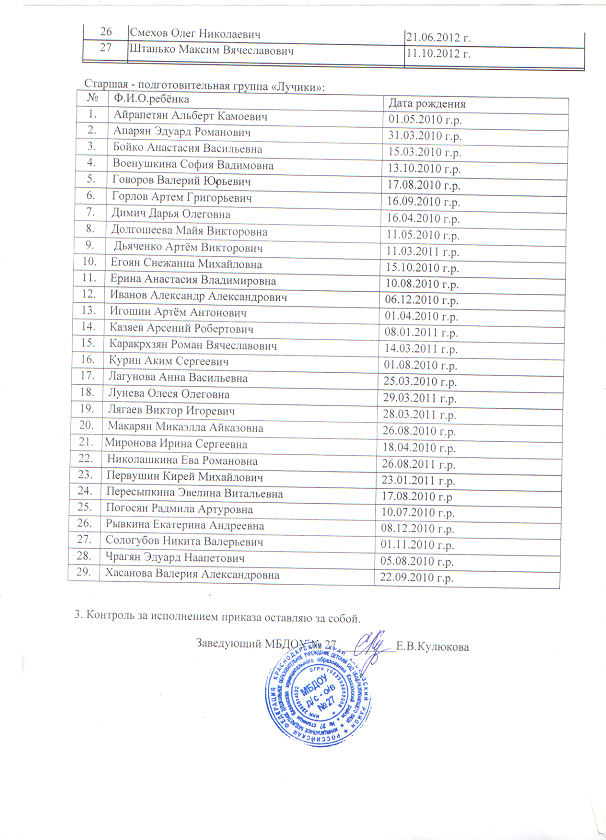 26 Смехов Олег Николаевич 21.06.2012 г.
27 Штанько Максим Вячеславович 11.10.2012 г.
Старшая - подготовительная группа «Лучики»:
№ Ф.И.О.ребёнка Дата рождения
1. Айрапетян Альберт Камоевич 01.05.2010 г.р.
2. Апарян Эдуард Романович 31.03.2010 г.р.
3. Бойко Анастасия Васильевна 15.03.2010 г.р.
4. Военушкина София Вадимовна 13.10.2010 г.р.
5. Говоров Валерий Юрьевич 17.08.2010 г.р.
6. Горлов Артем Григорьевич 16.09.2010 г.р.
7. Димич Дарья Олеговна 16.04.2010 г.р.
8. Долгошеева Майя Викторовна 11.05.2010 г.р.
9. Дьяченко Артём Викторович 11.03.2011 г.р.
10. Егоян Снежанна Михайловна 15.10.2010 г.р.
11. Ерина Анастасия Владимировна 10.08.2010 г.р.
12. Иванов Александр Александрович 06.12.2010 г.р.
13. Игошин Артём Антонович 01.04.2010 г.р.
14. Казяев Арсений Робертович 08.01.2011 г.р.
15. Каракрхзян Роман Вячеславович 14.03.2011 г.р.
16. Курин Аким Сергеевич 01.08.2010 г.р.
17. Лагунова Анна Васильевна 25.03.2010 г.р.
18. Лунева Олеся Олеговна 29.03.2011 г.р.
19. Лягаев Виктор Игоревич 28.03.2011 г.р.
20. Макарян Микаэлла Айказовна 26.08.2010 г.р.
21. Миронова Ирина Сергеевна 18.04.2010 г.р.
22. Николашкина Ева Романовна 26.08.2011 г.р.
23. Первушин Кирей Михайлович 23.01.2011 г.р.
24. Пересыпкина Эвелина Витальевна 17.08.2010 г.р
25. Погосян Радмила Артуровна 10.07.2010 г.р.
26. Рывкина Екатерина Андреевна 08.12.2010 г.р.
27. Сологубов Никита Валерьевич 01.11.2010 г.р.
28. Чрагян Эдуард Наапетович 05.08.2010 г.р.
29. Хасанова Валерия Александровна 22.09.2010 г.р.
3. Контроль за исполнением приказа оставляю за собой.
Заведующий МБДОУ № 27 Е.В.Кулюкова
РОССИЙСКАЯ ФЕДЕРАЦИЯ КРАСНОДАРСКИЙ КРАЙ
МБДОУ
д/с - о/в
№27